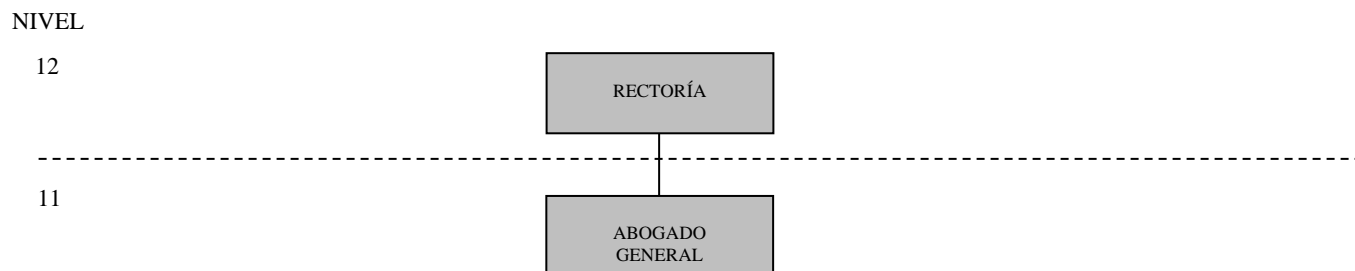 NIVEL
12
RECTORÍA
11
ABOGADO
GENERAL